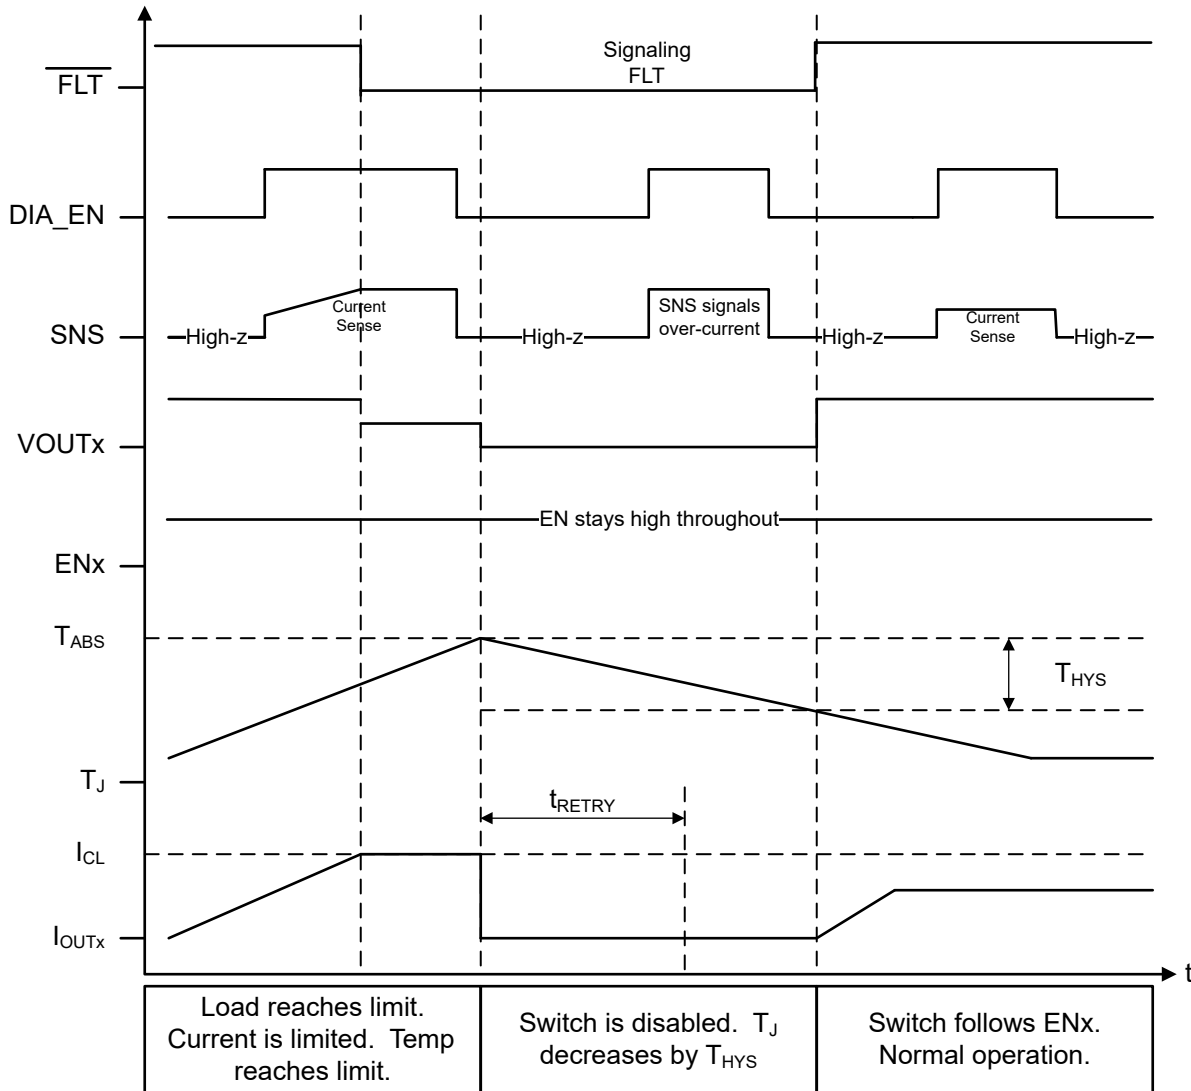 Signaling
FLT
FLT
DIA_EN
SNS
High-z
Current
Sense
High-z
SNS signals
over-current
High-z
Current
Sense
High-z
VOUTx
EN stays high throughout
ENx
TABS
THYS
TJ
tRETRY
ICL
IOUTx
t
Load reaches limit.
Current is limited. Temp
reaches limit.
Switch is disabled. TJ
decreases by THYS
Switch follows ENx.
Normal operation.